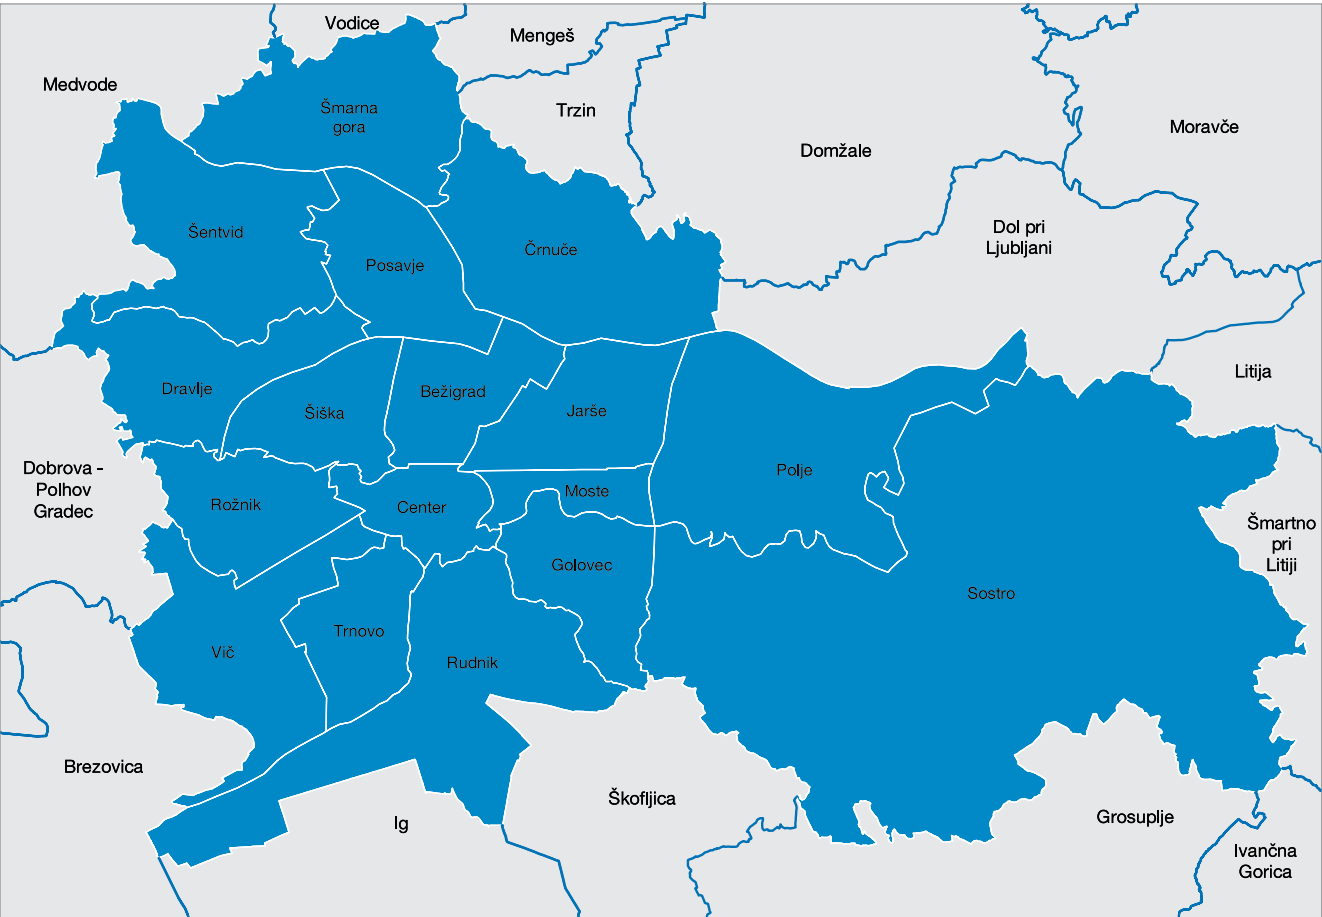 Vodice
Mengeš
Medvode
Šmarna
gora
Trzin
Moravče
Domžale
Šentvid
Dol pri
Ljubljani
Črnuče
Posavje
Litija
Dravlje
Bežigrad
Šiška
Jarše
Dobrova -
Polhov
Gradec
Polje
Moste
Rožnik
Center
Šmartno
pri
Litiji
Golovec
Sostro
Trnovo
Vič
Rudnik
Brezovica
Škofljica
Grosuplje
Ig
Ivančna
Gorica